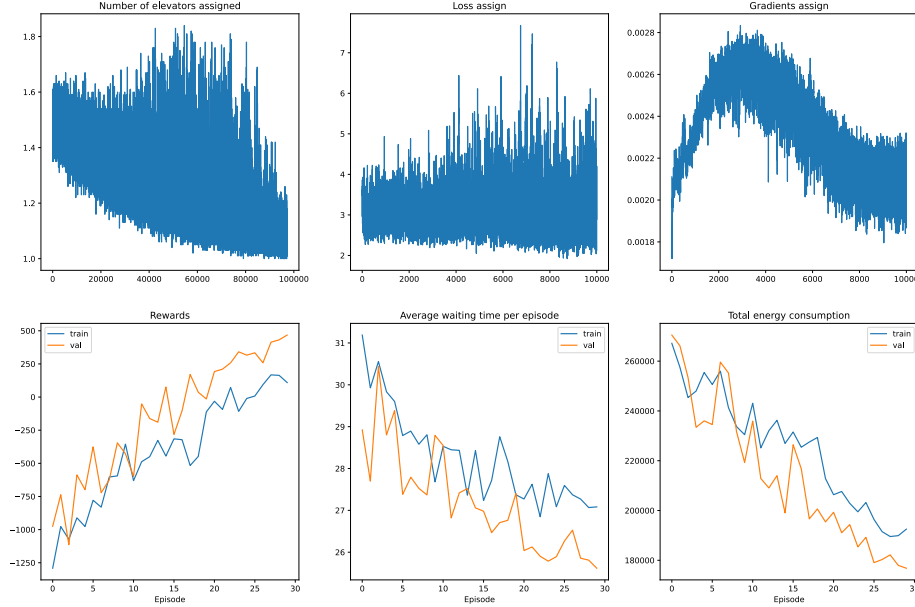 Number of elevators assigned
1.8
1.6
1.4
1.2
1.0
0 20000 40000 60000 80000 100000
Loss assign
7
6
5
4
3
2
0 2000 4000 6000 8000 10000
Gradients assign
0.0028
0.0026
0.0024
0.0022
0.0020
0.0018
0 2000 4000 6000 8000 10000
Rewards
train
val
500
250
0
−250
−500
−750
−1000
−1250
0 5 10 15 20 25 30
Episode
Average waiting time per episode
train
val
31
30
29
28
27
26
0 5 10 15 20 25 30
Episode
Total energy consumption
train
val
260000
240000
220000
200000
180000
0 5 10 15 20 25 30
Episode